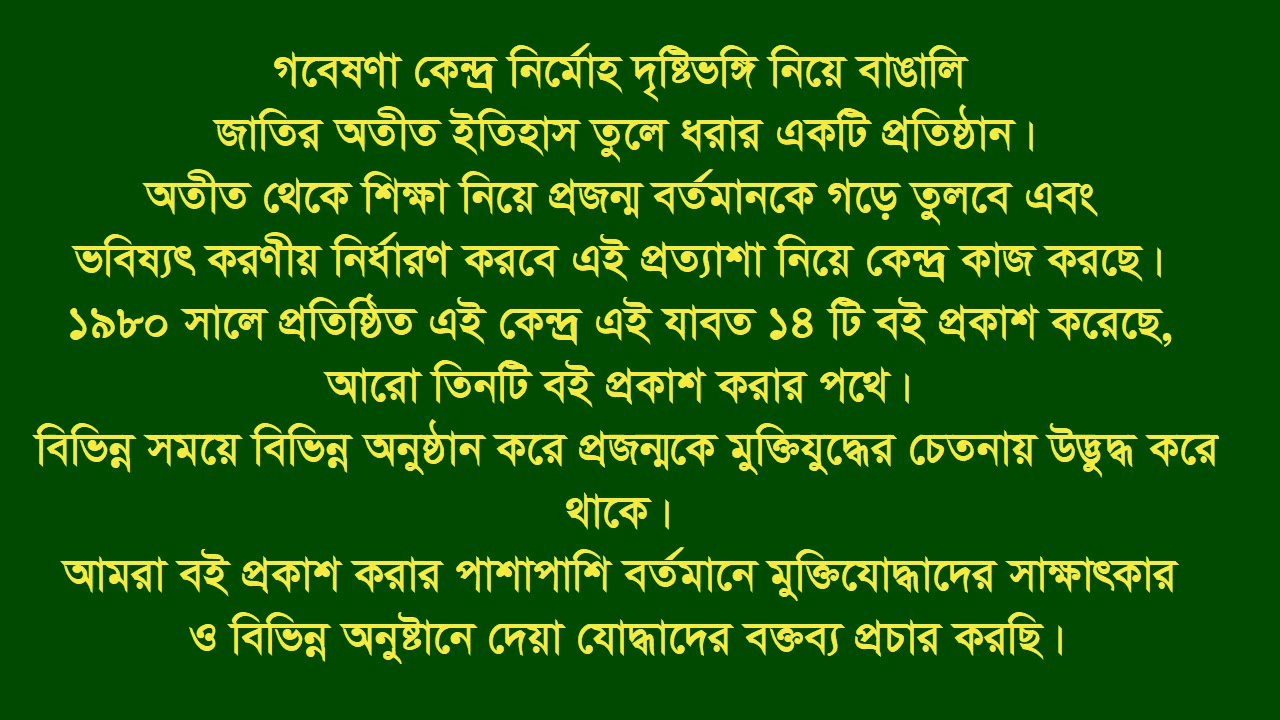 গবেষণা কেন্দ্র নির্মোহ দৃষ্টিভঙ্গি নিয়ে বাঙালি
জাতির অতীত ইতিহাস তুলে ধরার একটি প্রতিষ্ঠান।
অতীত থেকে শিক্ষা নিয়ে প্রজন্ম বর্তমানকে গড়ে তুলবে এবং
ভবিষ্যৎ করণীয় নির্ধারণ করবে এই প্রত্যাশা নিয়ে কেন্দ্র কাজ করছে।
১৯৮০ সালে প্রতিষ্ঠিত এই কেন্দ্র এই যাবত ১৪ টি বই প্রকাশ করেছে,
আরো তিনটি বই প্রকাশ করার পথে।
বিভিন্ন সময়ে বিভিন্ন অনুষ্ঠান করে প্রজন্মকে মুক্তিযুদ্ধের চেতনায় উদ্ভুদ্ধ করে
থাকে।
আমরা বই প্রকাশ করার পাশাপাশি বর্তমানে মুক্তিযোদ্ধাদের সাক্ষাৎকার
ও বিভিন্ন অনুষ্টানে দেয়া যোদ্ধাদের বক্তব্য প্রচার করছি।